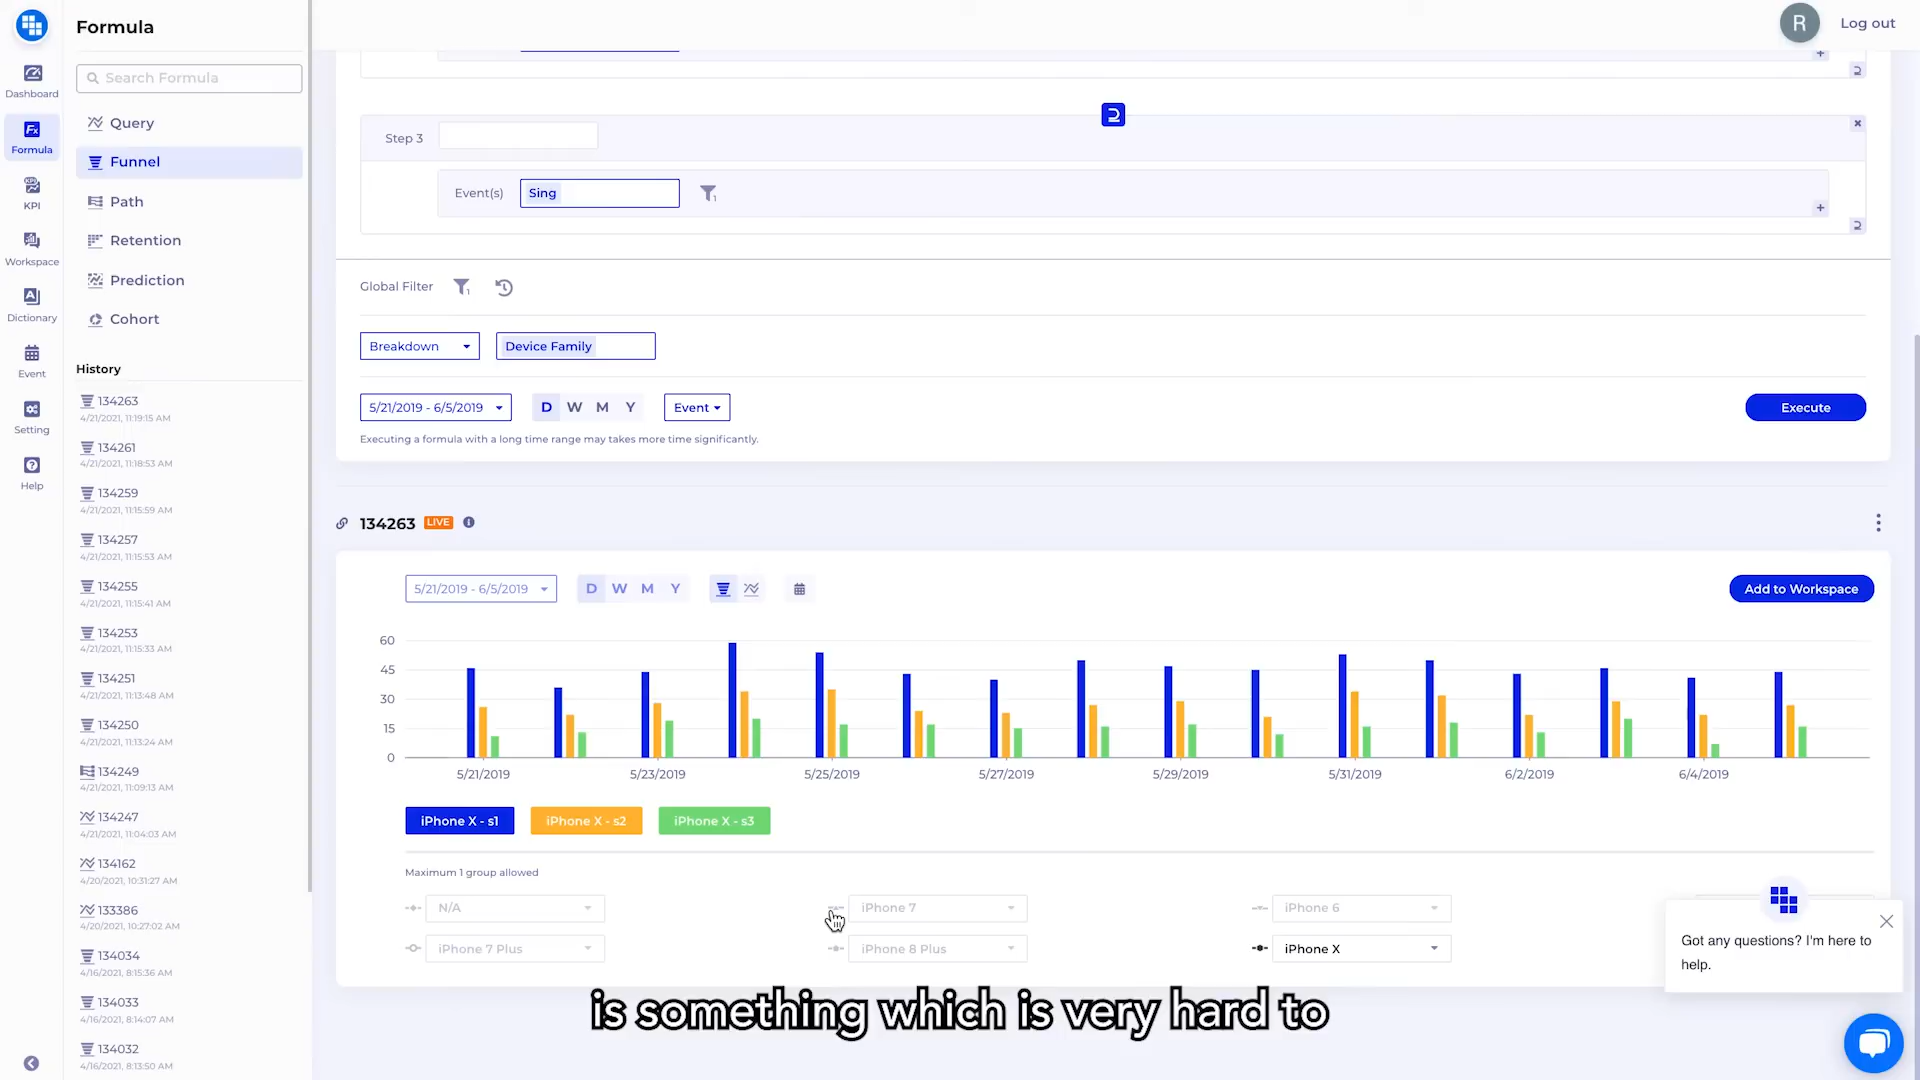 Formula
R
Log out
Search Formula
Dashboard
Query
Fx
Formula
Funnel
Step 3
Path
KPI
KPI
Event(s)
Sing
1
+
Retention
Workspace
Prediction
Global Filter
1
Dictionary
Cohort
Breakdown
Device Family
Event
History
134263
4/21/2021, 11:19:15 AM
5/21/2019 - 6/5/2019
D W M Y
Event
Execute
Setting
Executing a formula with a long time range may takes more time significantly.
134261
4/21/2021, 11:18:53 AM
Help
134259
4/21/2021, 11:15:59 AM
134263
LIVE
134257
4/21/2021, 11:15:53 AM
134255
4/21/2021, 11:15:41 AM
5/21/2019 - 6/5/2019
D W M Y
Add to Workspace
134253
4/21/2021, 11:15:33 AM
134251
4/21/2021, 11:13:48 AM
134250
4/21/2021, 11:13:24 AM
134249
4/21/2021, 11:09:13 AM
134247
4/21/2021, 11:04:03 AM
134162
4/20/2021, 10:31:27 AM
133386
4/20/2021, 10:27:02 AM
134034
4/16/2021, 8:15:36 AM
134033
4/16/2021, 8:14:07 AM
134032
4/16/2021, 8:13:50 AM
60
45
30
15
0
5/21/2019 5/23/2019 5/25/2019 5/27/2019 5/29/2019 5/31/2019 6/2/2019 6/4/2019
iPhone X - s1
iPhone X - s2
iPhone X - s3
Maximum 1 group allowed
N/A
iPhone 7
iPhone 6
iPhone 7 Plus
iPhone 8 Plus
iPhone X
Got any questions? I'm here to
help.
is something which is very hard to